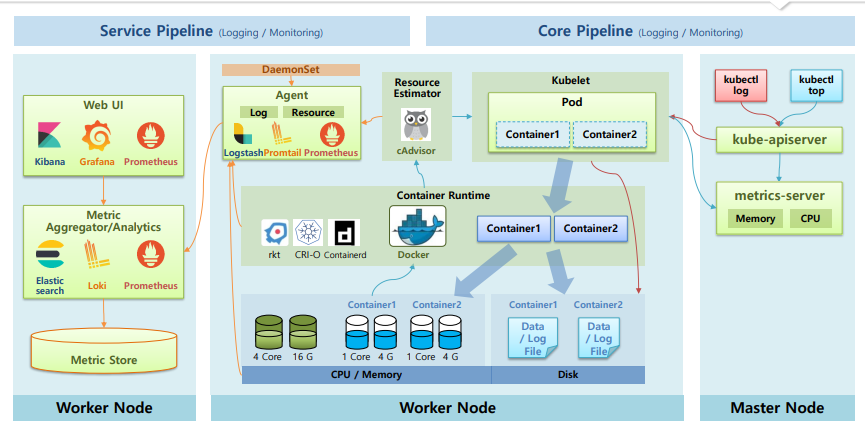 Service Pipeline (Logging / Monitoring)
Core Pipeline (Logging / Monitoring)
Web UI
Kibana
Grafana
Prometheus
Metric
Aggregator/Analytics
Elastic
search
Loki
Prometheus
Metric Store
Worker Node
DaemonSet
Agent
Log
Resource
Logstash
Promtail
Prometheus
Resource
Estimator
cAdvisor
Kubelet
Pod
Container1
Container2
Container Runtime
rkt
CRI-O
Containerd
docker
Docker
Container1
Container2
Container1
Container2
4 Core
16 G
1 Core
4 G
1 Core
4 G
CPU / Memory
Container1
Container2
Data
/ Log
File
Data
/ Log
File
Disk
Worker Node
kubectl
log
kubectl
top
kube-apiserver
metrics-server
Memory
CPU
Master Node